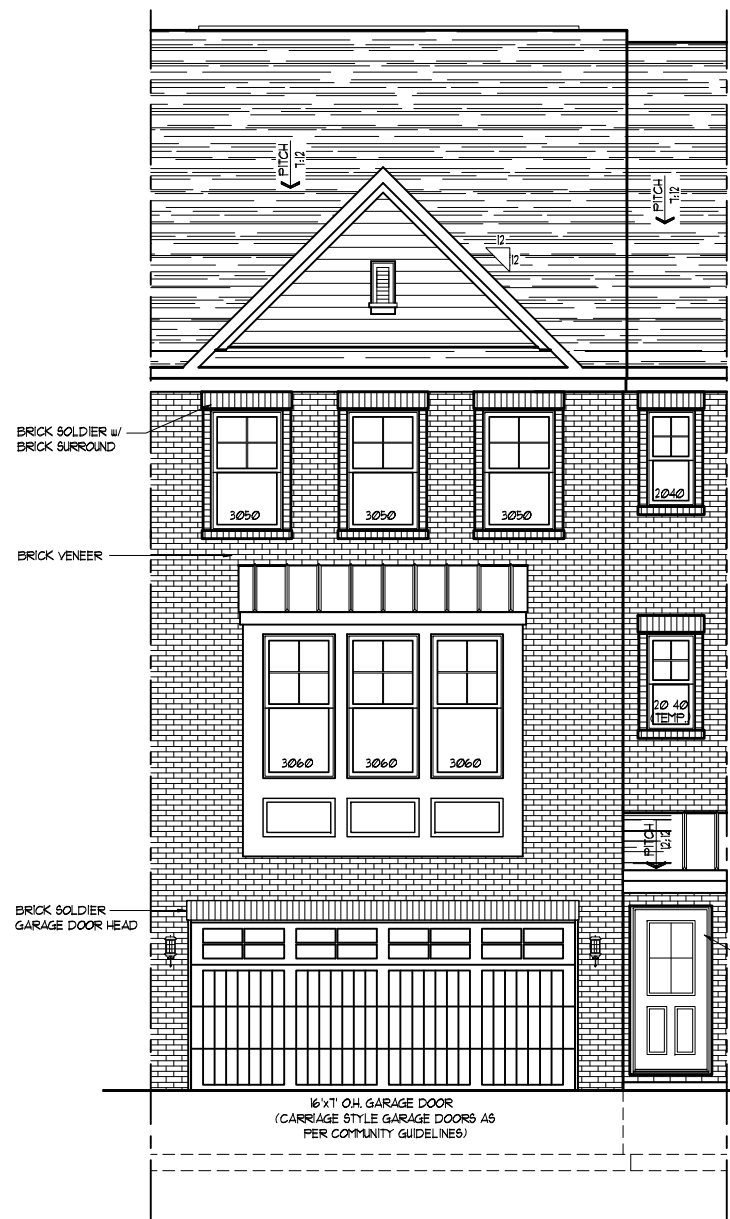 PITCH
7:12
PITCH
7:12
12
12
BRICK SOLDIER W/
BRICK SURROUND
3050
3050
3050
2040
BRICK VENEER
20 40
(TEMP.)
3060
3060
3060
PITCH
12:12
BRICK SOLDIER
GARAGE DOOR HEAD
16'x7' O.H. GARAGE DOOR
(CARRIAGE STYLE GARAGE DOORS AS
PER COMMUNITY GUIDELINES)